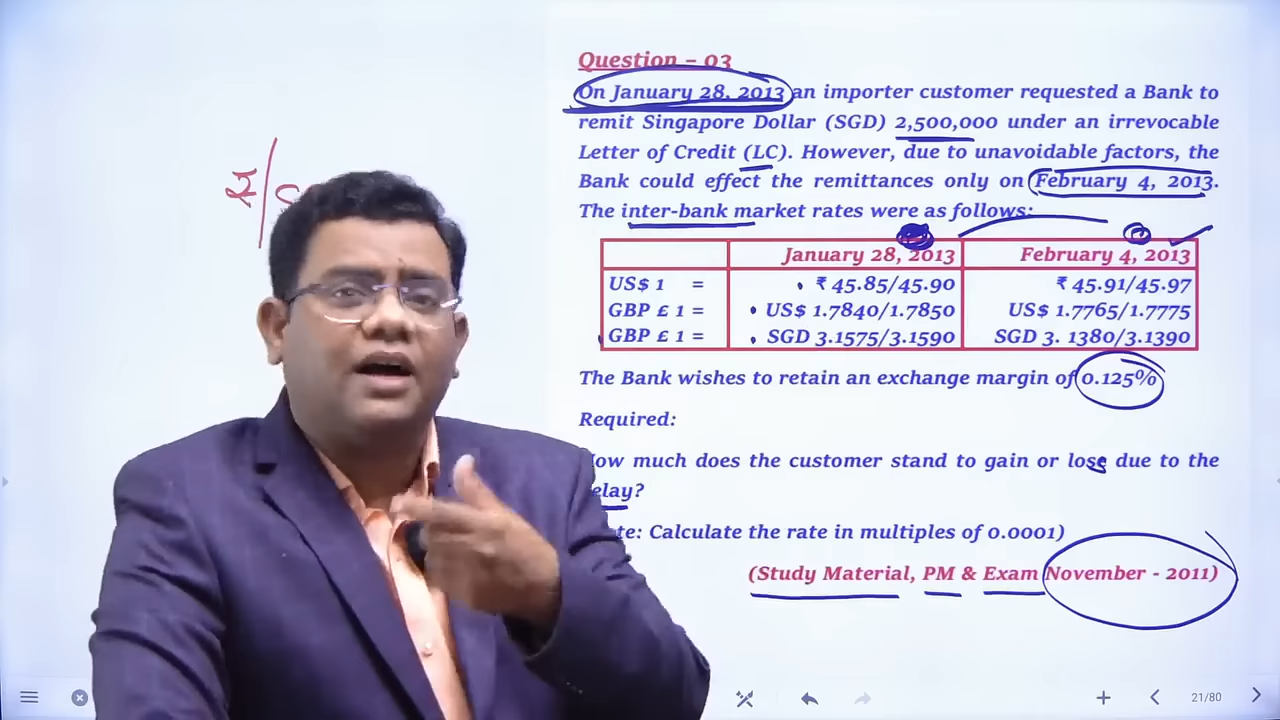 Question – 03
On January 28, 2013 an importer customer requested a Bank to
remit Singapore Dollar (SGD) 2,500,000 under an irrevocable
Letter of Credit (LC). However, due to unavoidable factors, the
Bank could effect the remittances only on February 4, 2013.
The inter-bank market rates were as follows:
January 28, 2013 February 4, 2013
US$ 1 = ₹ 45.85/45.90 ₹ 45.91/45.97
GBP £ 1 = US$ 1.7840/1.7850 US$ 1.7765/1.7775
GBP £ 1 = SGD 3.1575/3.1590 SGD 3. 1380/3.1390
The Bank wishes to retain an exchange margin of 0.125%
Required:
much does the customer stand to gain or lose due to the
Calculate the rate in multiples of 0.0001)
(Study Material, PM & Exam November - 2011)
21/80